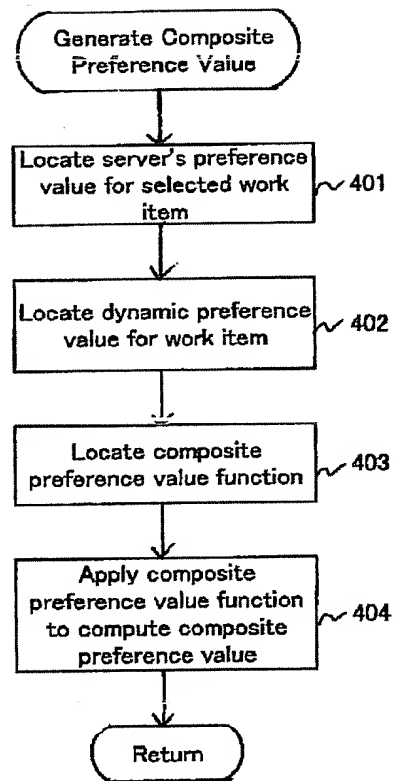 Generate Composite
Preference Value
Locate server's preference
value for selected work
item
401
Locate dynamic preference
value for work item
402
Locate composite
preference value function
403
Apply composite
preference value function
to compute composite
preference value
404
Return